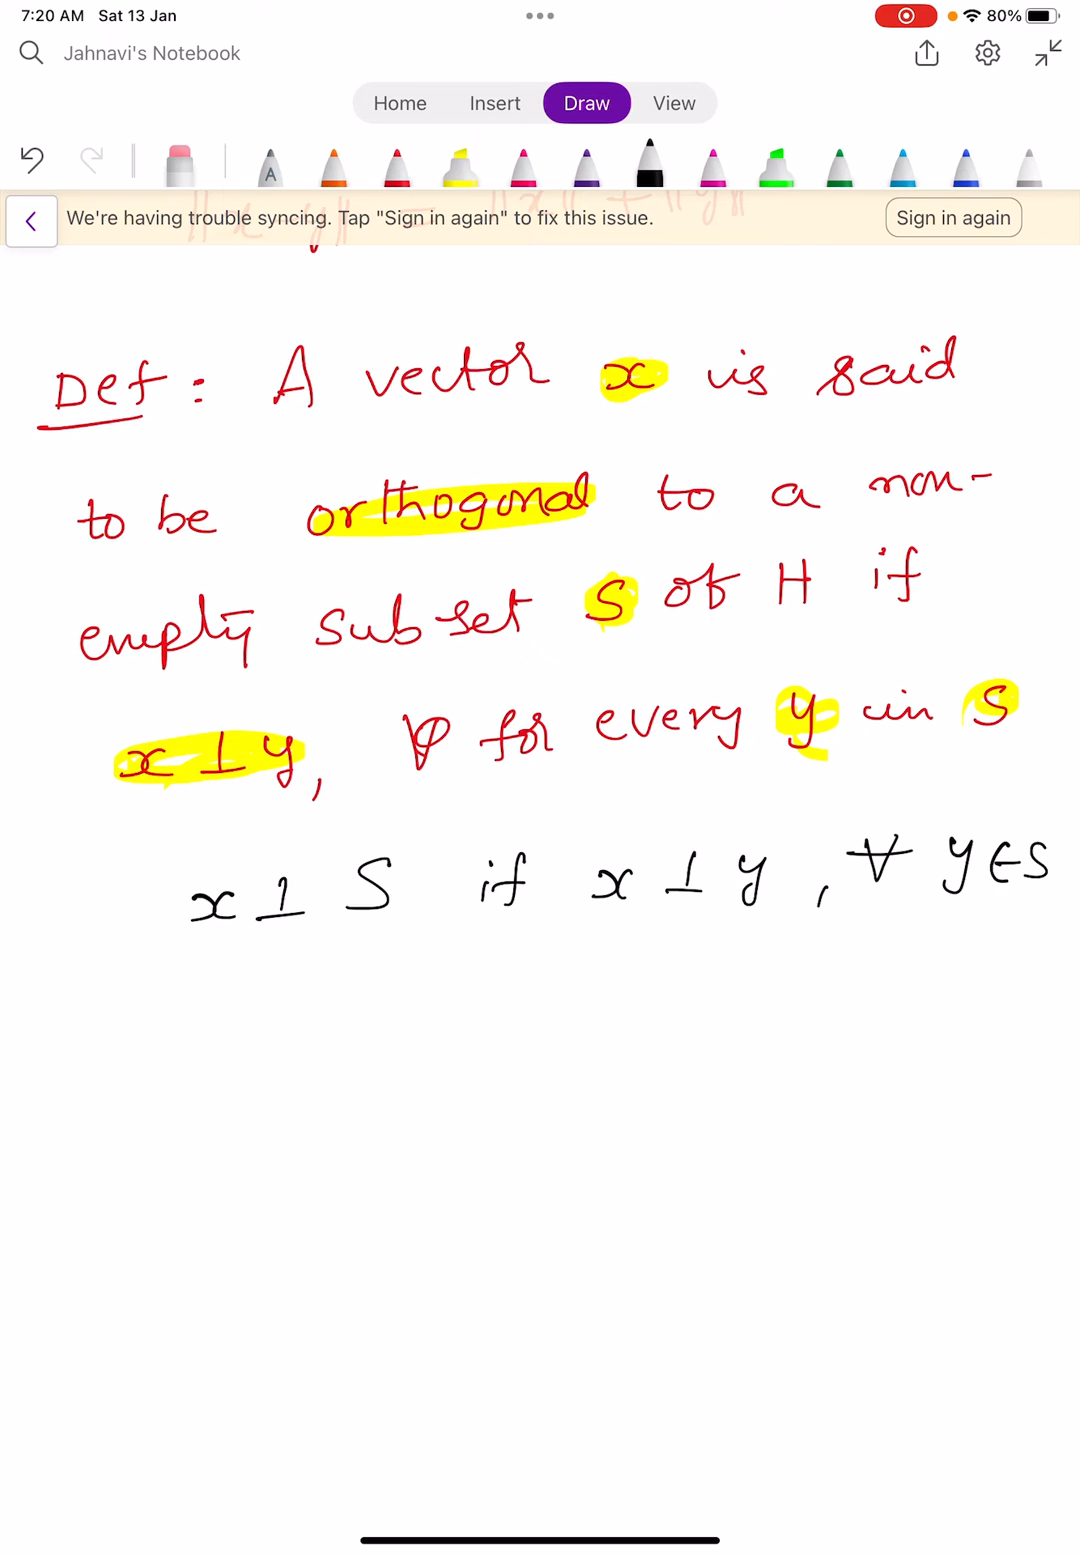 7:20 AM Sat 13 Jan
80%
Jahnavi's Notebook
Home Insert Draw View
A
We're having trouble syncing. Tap "Sign in again" to fix this issue.
Sign in again
Def : A vector x is said
to be orthogonal to a non-
empty subset S of H if
x ⊥ y, for every y in S
x ⊥ S if x ⊥ y , ∀ y ∈ S